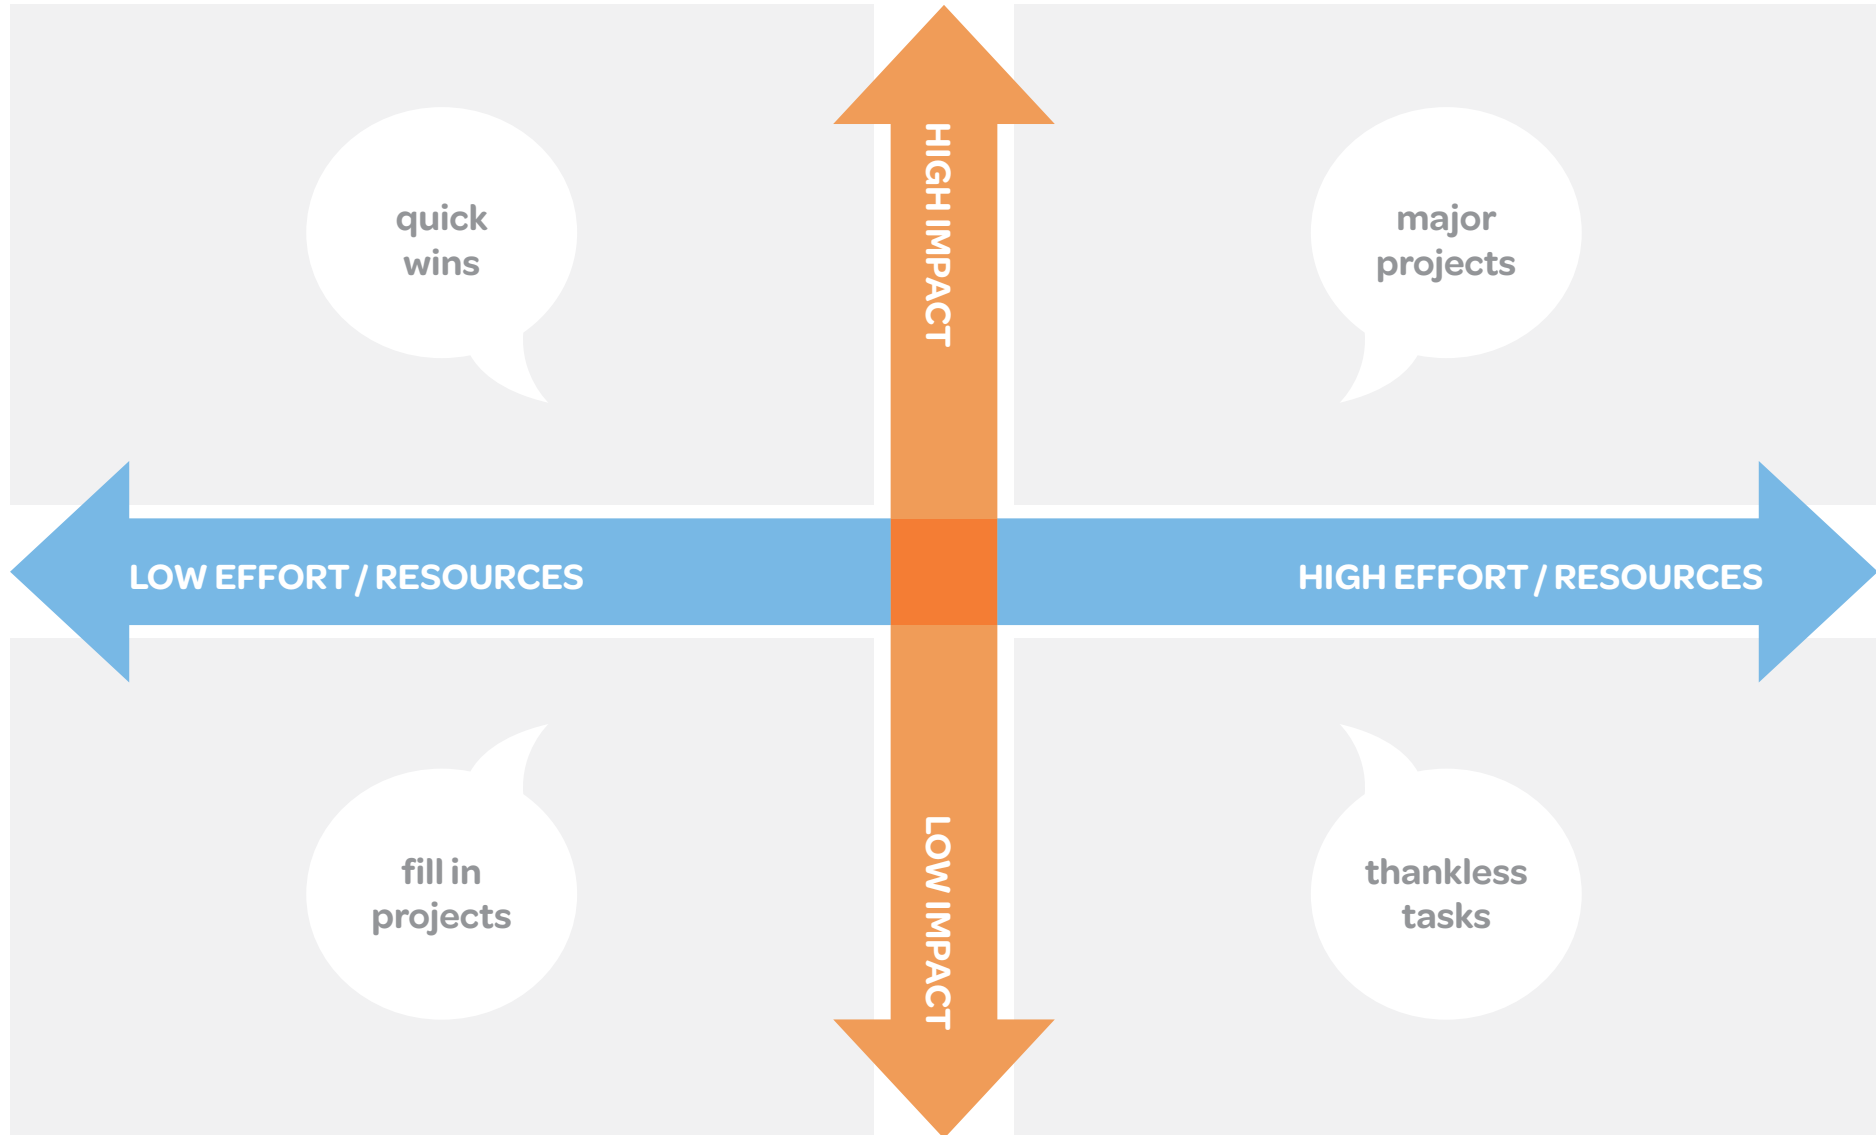 quick
wins
HIGH IMPACT
major
projects
LOW EFFORT / RESOURCES
HIGH EFFORT / RESOURCES
fill in
projects
LOW IMPACT
thankless
tasks